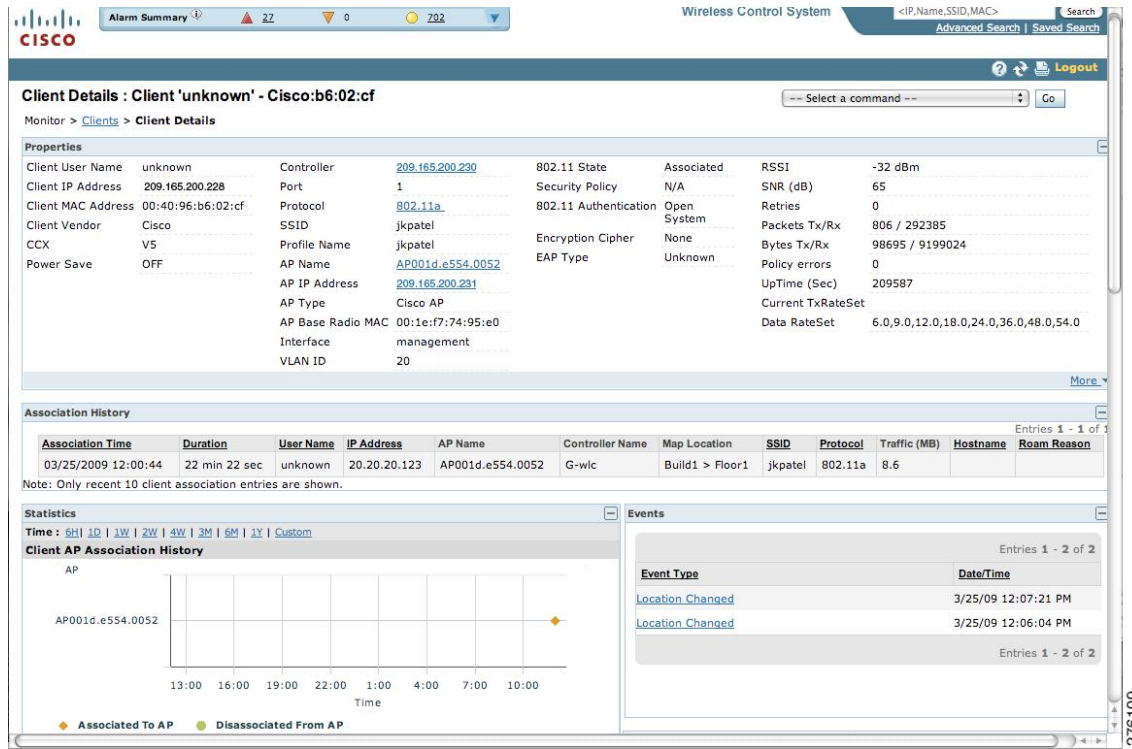 Alarm Summary 27 0 702
Wireless Control System
<IP,Name,SSID,MAC> Search
Advanced Search | Saved Search
CISCO
Logout
Client Details : Client 'unknown' - Cisco:b6:02:cf
-- Select a command -- Go
Monitor > Clients > Client Details
Properties
Client User Name unknown
Client IP Address 209.165.200.228
Client MAC Address 00:40:96:b6:02:cf
Client Vendor Cisco
CCX V5
Power Save OFF
Controller 209.165.200.230
Port 1
Protocol 802.11a
SSID jkpatel
Profile Name jkpatel
AP Name AP001d.e554.0052
AP IP Address 209.165.200.231
AP Type Cisco AP
AP Base Radio MAC 00:1e:f7:74:95:e0
Interface management
VLAN ID 20
802.11 State Associated
Security Policy N/A
802.11 Authentication Open
System
Encryption Cipher None
EAP Type Unknown
RSSI -32 dBm
SNR (dB) 65
Retries 0
Packets Tx/Rx 806 / 292385
Bytes Tx/Rx 98695 / 9199024
Policy errors 0
UpTime (Sec) 209587
Current TxRateSet
Data RateSet 6.0,9.0,12.0,18.0,24.0,36.0,48.0,54.0
More
Association History
Entries 1 - 1 of 1
Association Time Duration User Name IP Address AP Name Controller Name Map Location SSID Protocol Traffic (MB) Hostname Roam Reason
03/25/2009 12:00:44 22 min 22 sec unknown 20.20.20.123 AP001d.e554.0052 G-wlc Build1 > Floor1 jkpatel 802.11a 8.6
Note: Only recent 10 client association entries are shown.
Statistics
Time : 6H| 1D | 1W | 2W | 4W | 3M | 6M | 1Y | Custom
Client AP Association History
AP
AP001d.e554.0052
13:00 16:00 19:00 22:00 1:00 4:00 7:00 10:00
Time
Associated To AP Disassociated From AP
Events
Entries 1 - 2 of 2
Event Type Date/Time
Location Changed 3/25/09 12:07:21 PM
Location Changed 3/25/09 12:06:04 PM
Entries 1 - 2 of 2
276190